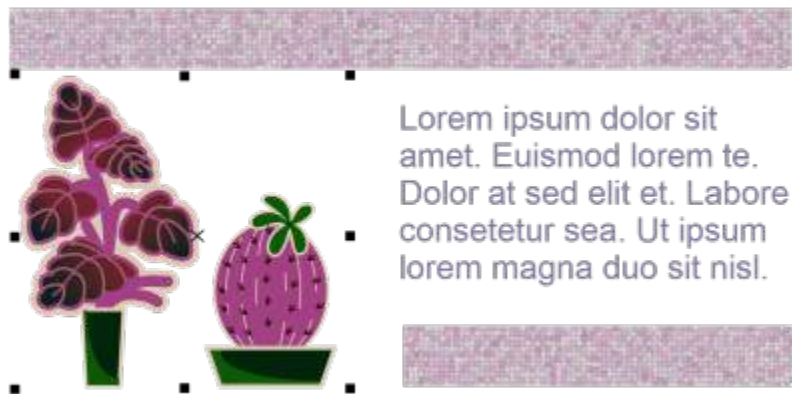 Lorem ipsum dolor sit
amet. Euismod lorem te.
Dolor at sed elit et. Labore
consetetur sea. Ut ipsum
lorem magna duo sit nisl.